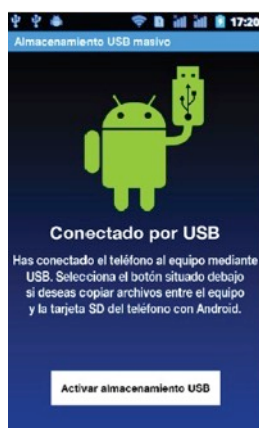 17:20
Almacenamiento USB masivo
Conectado por USB
Has conectado el teléfono al equipo mediante
USB. Selecciona el botón situado debajo
si deseas copiar archivos entre el equipo
y la tarjeta SD del teléfono con Android.
Activar almacenamiento USB